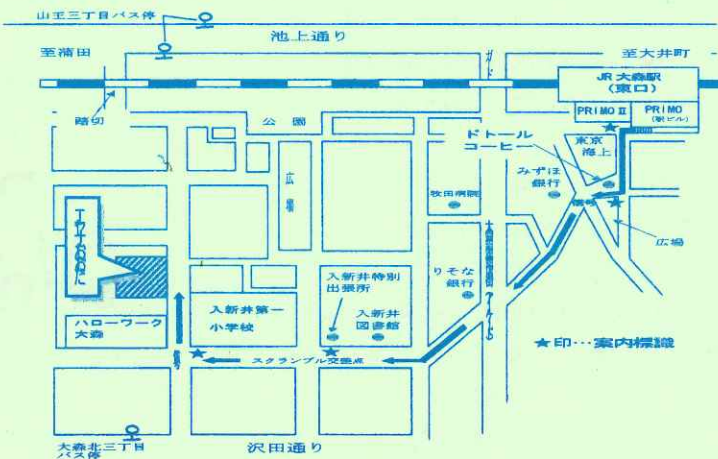 山王三丁目バス停
池上通り
至蒲田
至大井町
JR大森駅
(東口)
PRIMOⅡ
PRIMO
(駅ビル)
踏切
公園
ドトール
コーヒー
東京
海上
みずほ
銀行
広場
牧田病院
広場
入新井特別
出張所
りそな
銀行
入新井第一
小学校
入新井
図書館
ハローワーク
大森
スクランブル交差点
★印…案内標識
大森北三丁目
バス停
沢田通り